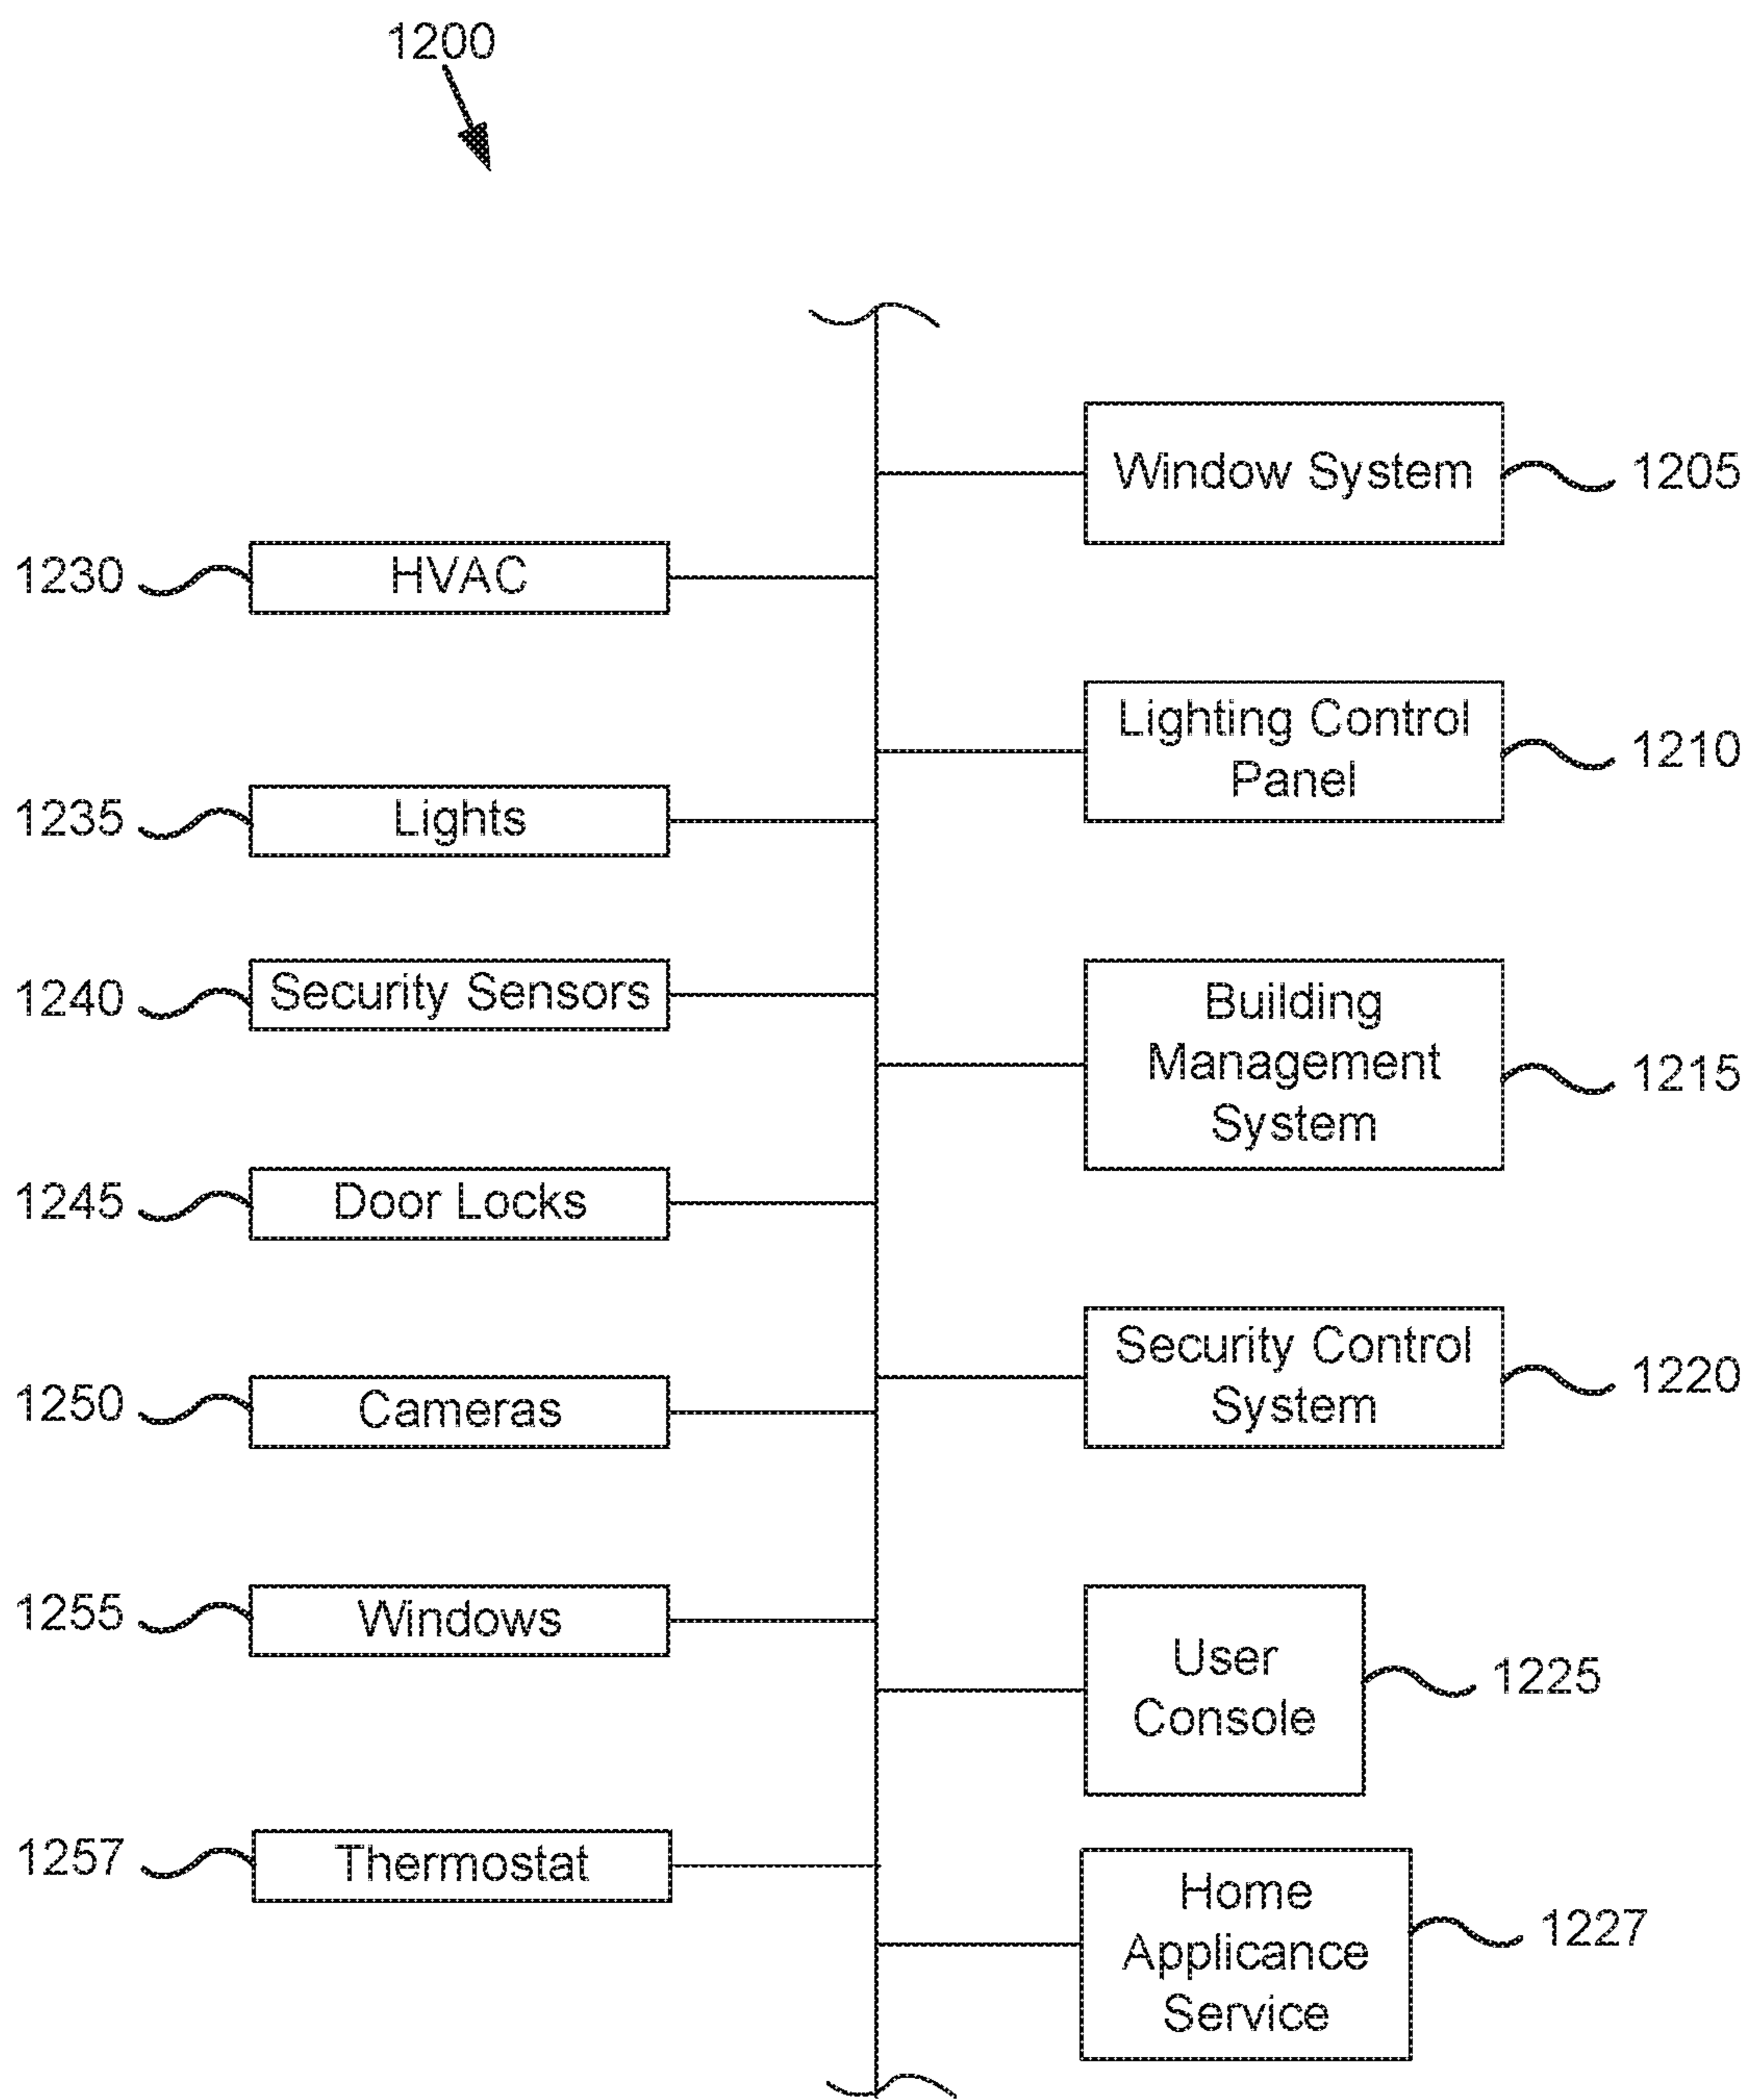 1200
Window System
1205
1230
HVAC
Lighting Control
Panel
1210
1235
Lights
1240
Security Sensors
Building
Management
System
1215
1245
Door Locks
Security Control
System
1220
1250
Cameras
1255
Windows
User
Console
1225
1257
Thermostat
Home
Applicance
Service
1227